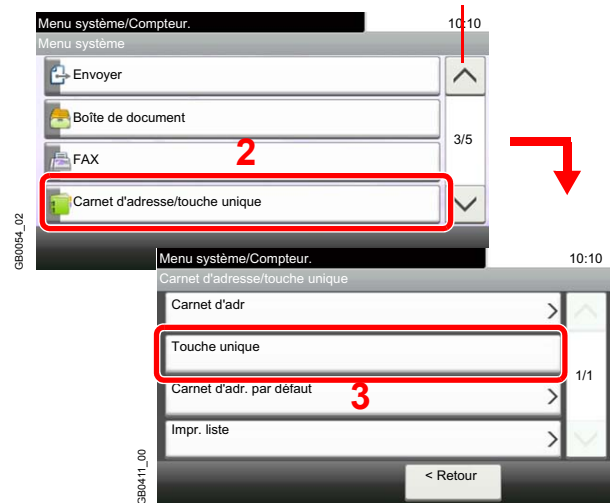 Menu système/Compteur. 10:10
Menu système
Envoyer
Boîte de document
3/5
FAX
2
Carnet d'adresse/touche unique
GB0054_02
Menu système/Compteur. 10:10
Carnet d'adresse/touche unique
Carnet d'adr
Touche unique
1/1
Carnet d'adr. par défaut
3
Impr. liste
GB0411_00
< Retour